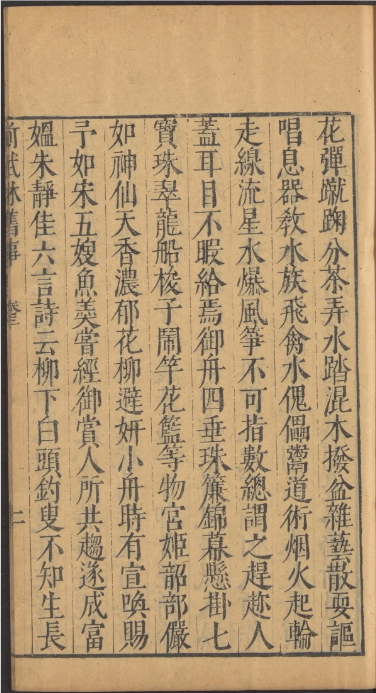 花彈蹴踘分茶弄水踏混木撥盆雜藝散耍謳
唱息器敎水族飛禽水傀儡鬻道術烟火起輪
走線流星水爆風箏不可指數總謂之趕趂人
蓋耳目不暇給焉御舟四垂珠簾錦幕懸掛七
寶珠翠龍船梭子鬧竿花籃等物宮姬韶部儼
如神仙天香濃郁花柳避妍小舟時有宣喚賜
予如宋五嫂魚羹嘗經御賞人所共趨遂成富
媼朱靜佳六言詩云柳下白頭釣叟不知生長
武林舊事 卷三 二